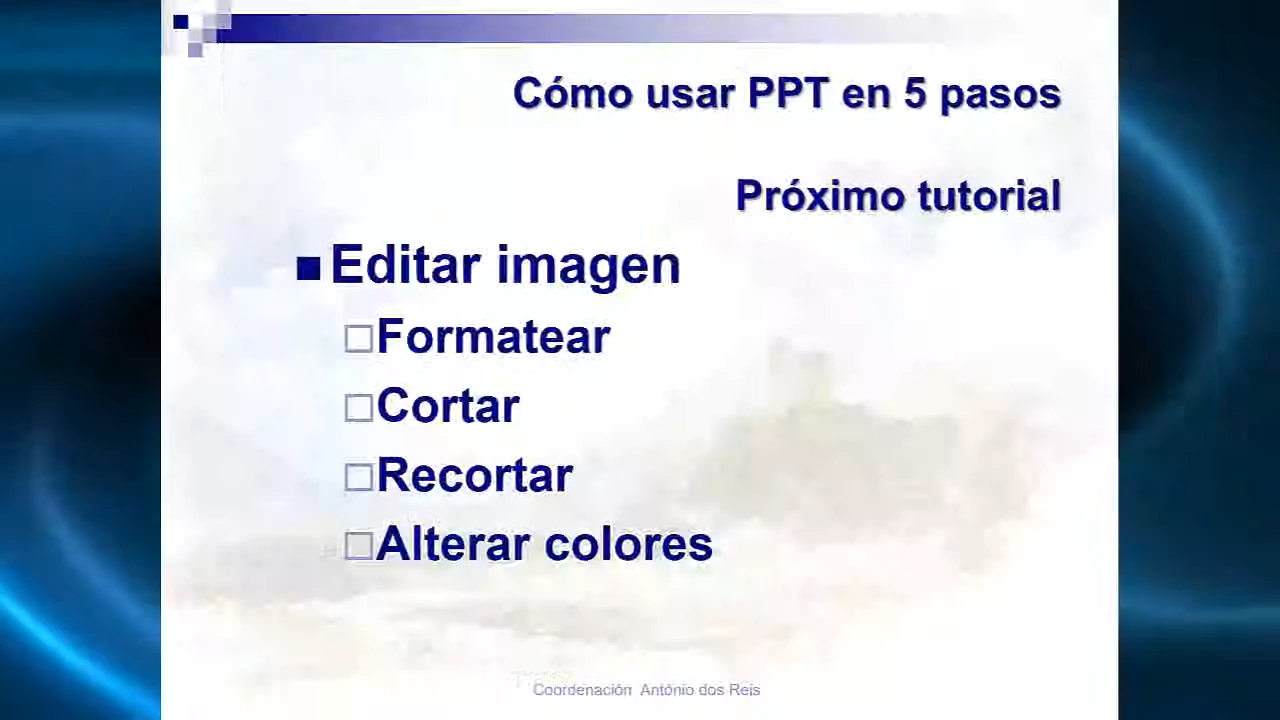 Cómo usar PPT en 5 pasos
Próximo tutorial
Editar imagen
Formatear
Cortar
Recortar
Alterar colores
Coordenación António dos Reis